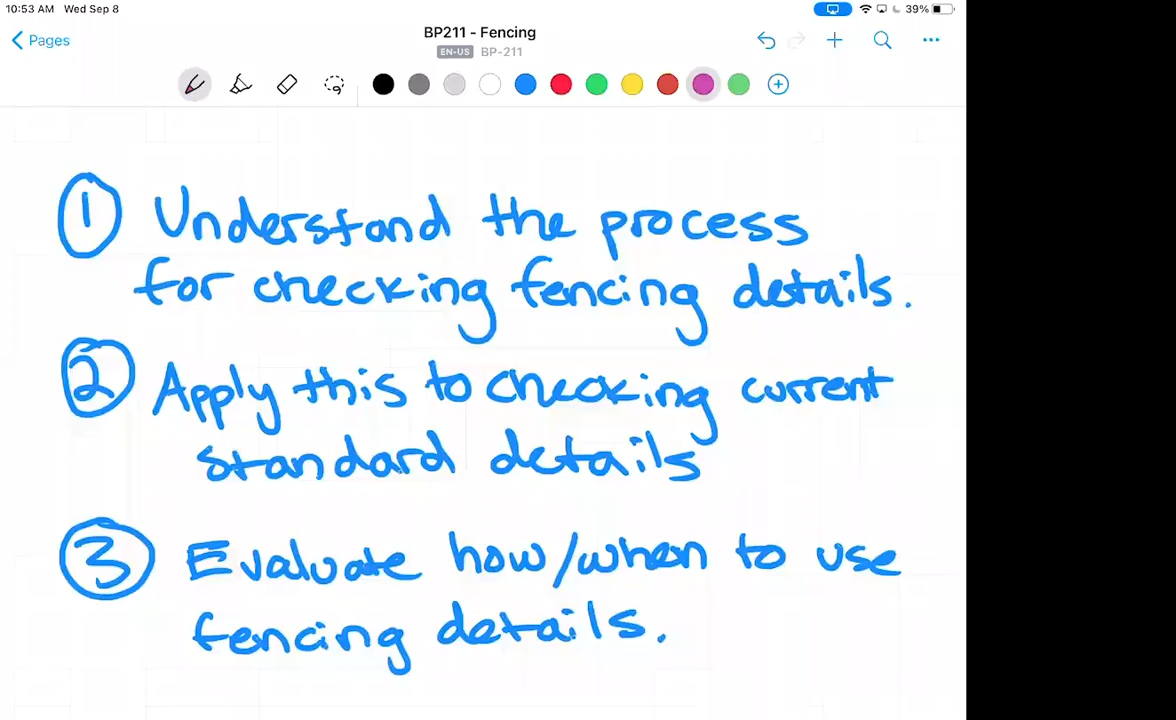 10:53 AM Wed Sep 8
39%
Pages
BP211 - Fencing
EN-US BP-211
1 Understand the process
for checking fencing details.
2 Apply this to checking current
standard details
3 Evaluate how/when to use
fencing details.